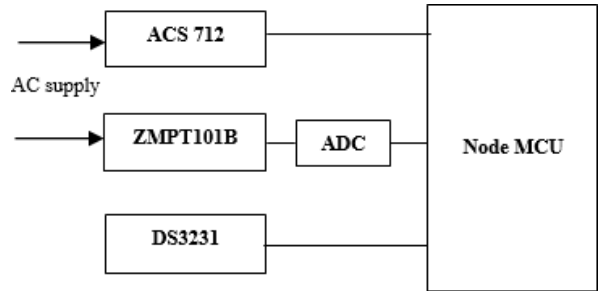 ACS 712
AC supply
ZMPT101B
ADC
Node MCU
DS3231